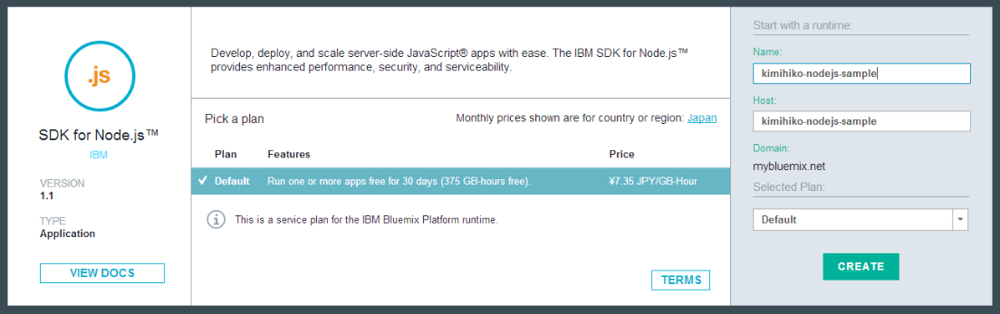 .js
SDK for Node.js™
IBM
VERSION
1.1
TYPE
Application
VIEW DOCS
Develop, deploy, and scale server-side JavaScript® apps with ease. The IBM SDK for Node.js™
provides enhanced performance, security, and serviceability.
Pick a plan
Monthly prices shown are for country or region: Japan
Plan Features Price
Default Run one or more apps free for 30 days (375 GB-hours free). ¥7.35 JPY/GB-Hour
This is a service plan for the IBM Bluemix Platform runtime.
TERMS
Start with a runtime:
Name:
kimihiko-nodejs-sample
Host:
kimihiko-nodejs-sample
Domain:
mybluemix.net
Selected Plan:
Default
CREATE